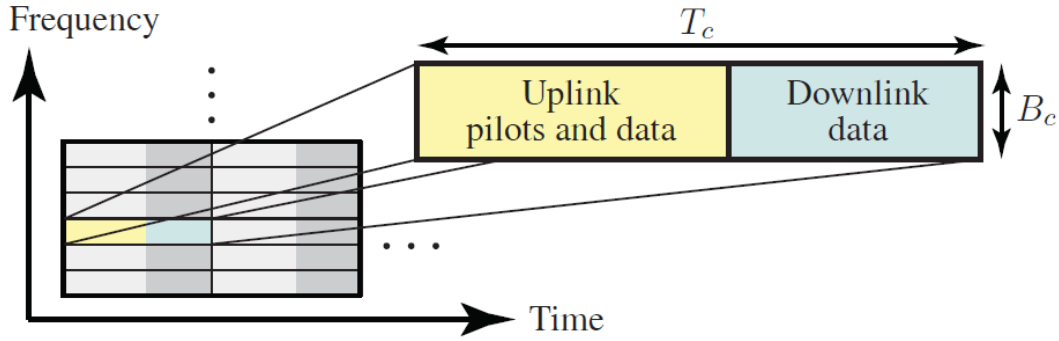 Frequency
T_c
Uplink
pilots and data
Downlink
data
B_c
Time